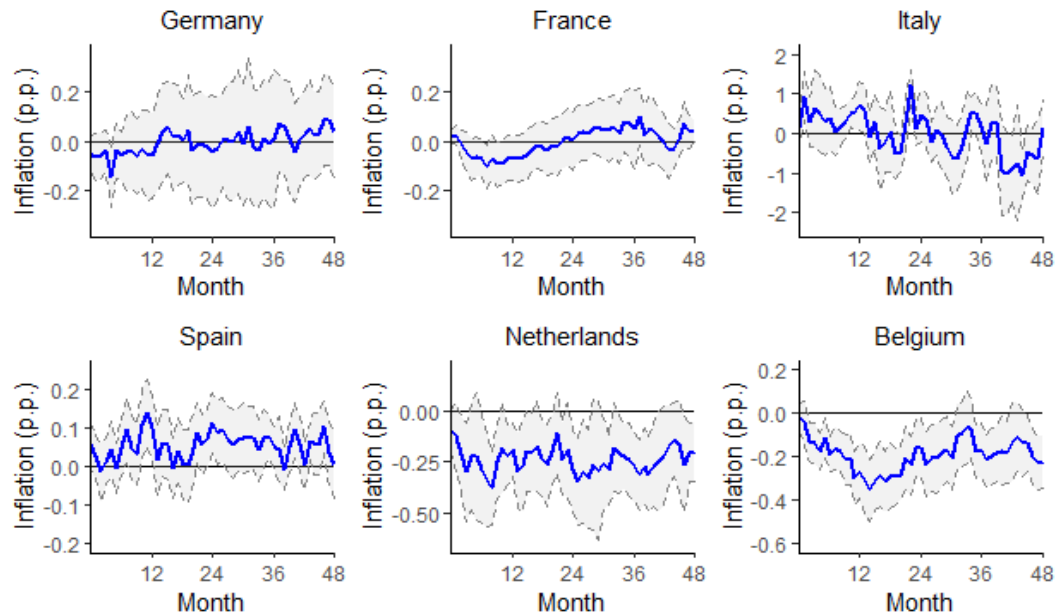 Germany
France
Italy
Inflation (p.p.)
0.2
0.0
-0.2
12
24
36
48
Month
Inflation (p.p.)
0.2
0.0
-0.2
12
24
36
48
Month
Inflation (p.p.)
2
1
0
-1
-2
12
24
36
48
Month
Spain
Netherlands
Belgium
Inflation (p.p.)
0.2
0.1
0.0
-0.1
-0.2
12
24
36
48
Month
Inflation (p.p.)
0.00
-0.25
-0.50
12
24
36
48
Month
Inflation (p.p.)
0.2
0.0
-0.2
-0.4
-0.6
12
24
36
48
Month